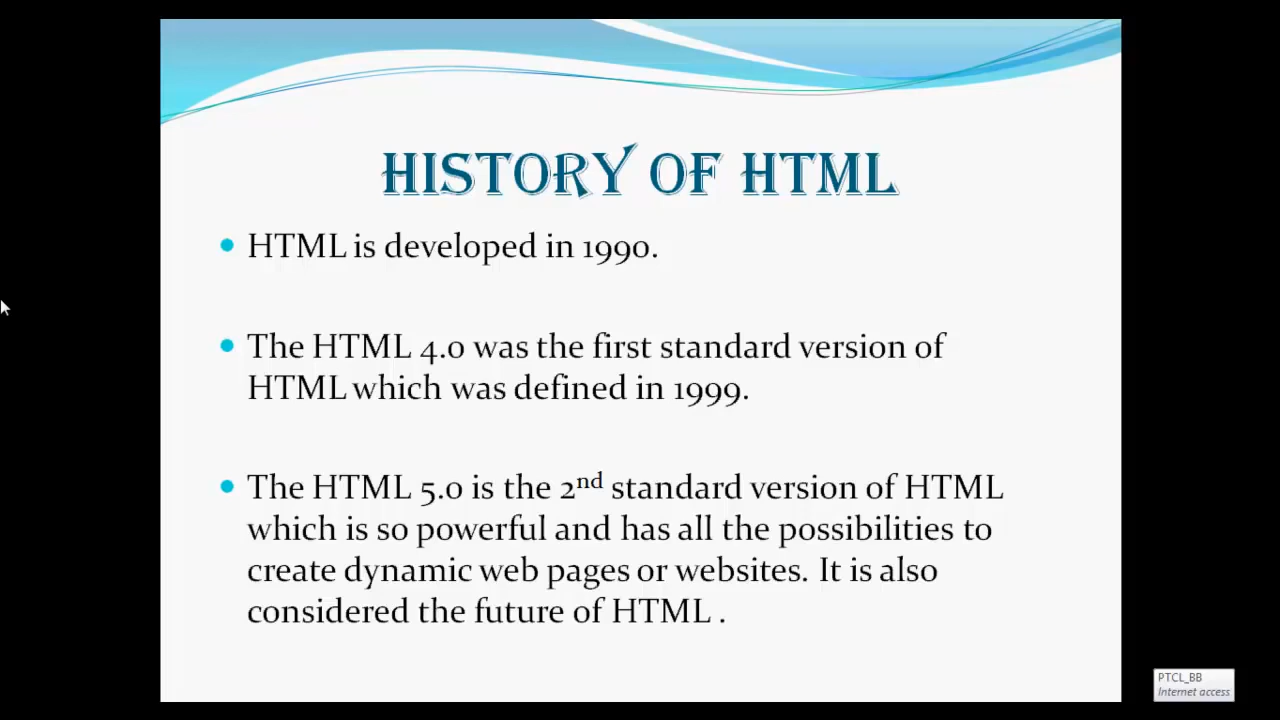 HISTORY OF HTML
• HTML is developed in 1990.
• The HTML 4.0 was the first standard version of
HTML which was defined in 1999.
• The HTML 5.0 is the 2nd standard version of HTML
which is so powerful and has all the possibilities to
create dynamic web pages or websites. It is also
considered the future of HTML .
PTCL_BB
Internet access